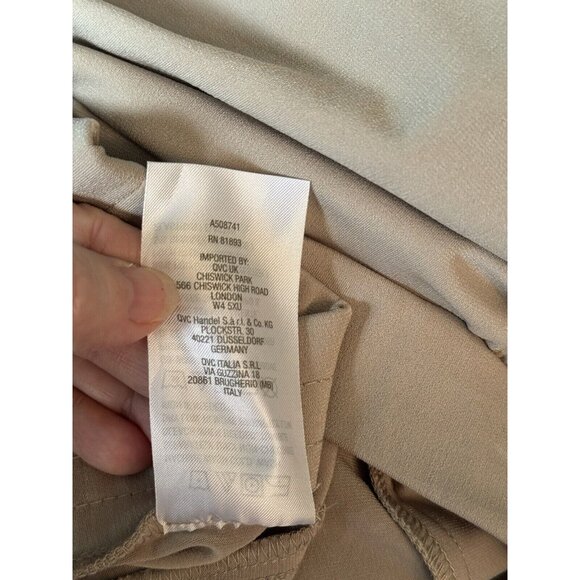 A508741
RN 81893
IMPORTED BY:
QVC UK
CHISWICK PARK
566 CHISWICK HIGH ROAD
LONDON
W4 5XU
QVC Handel S.à r.l. & Co. KG
PLOCKSTR. 30
40221 DUSSELDORF
GERMANY
QVC ITALIA S.R.L
VIA GUZZINA 18
20861 BRUGHERIO (MB)
ITALY